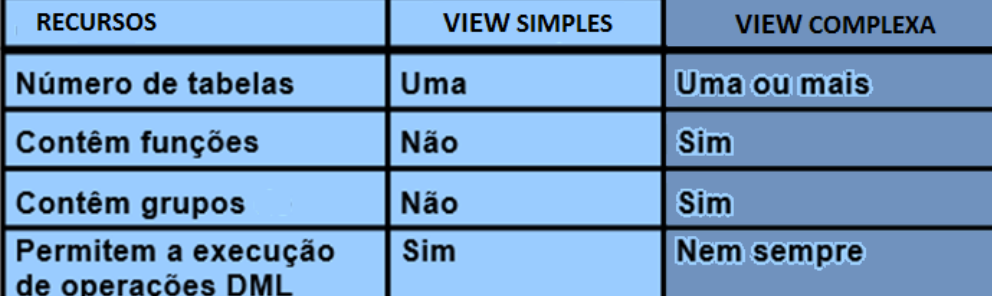 RECURSOS VIEW SIMPLES VIEW COMPLEXA
Número de tabelas Uma Uma ou mais
Contêm funções Não Sim
Contêm grupos Não Sim
Permitem a execução Sim Nem sempre
de operações DML